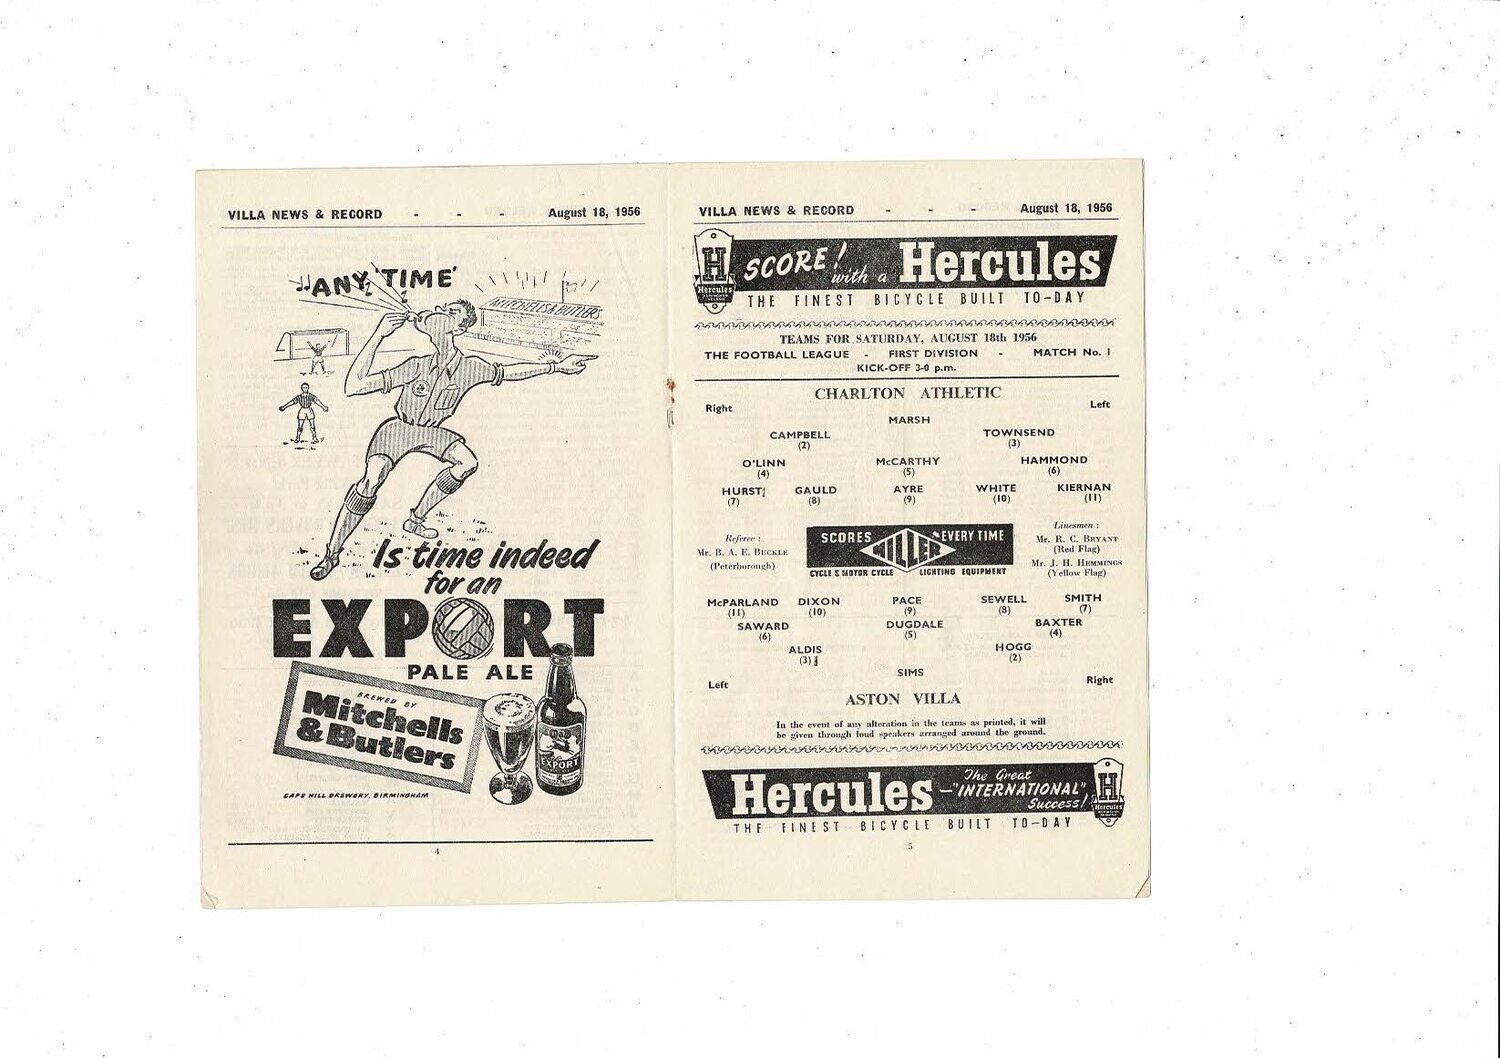 VILLA NEWS & RECORD - - - August 18, 1956
"ANY 'TIME'
MITCHELLS & BUTLERS
Is time indeed
for an
EXPORT
PALE ALE
BREWED BY
Mitchells
& Butlers
M&B
EXPORT
CAPE HILL BREWERY, BIRMINGHAM
4
VILLA NEWS & RECORD - - - August 18, 1956
H
Hercules
SCORE! with a Hercules
THE FINEST BICYCLE BUILT TO-DAY
TEAMS FOR SATURDAY, AUGUST 18th 1956
THE FOOTBALL LEAGUE - FIRST DIVISION - MATCH No. 1
KICK-OFF 3-0 p.m.
CHARLTON ATHLETIC
Right Left
MARSH
CAMPBELL TOWNSEND
(2) (3)
O'LINN McCARTHY HAMMOND
(4) (5) (6)
HURST GAULD AYRE WHITE KIERNAN
(7) (8) (9) (10) (11)
Referee :
Mr. B. A. E. BUCKLE
(Peterborough)
SCORES MILLER EVERY TIME
CYCLE & MOTOR CYCLE LIGHTING EQUIPMENT
Linesmen :
Mr. R. C. BRYANT
(Red Flag)
Mr. J. H. HEMMINGS
(Yellow Flag)
McPARLAND DIXON PACE SEWELL SMITH
(11) (10) (9) (8) (7)
SAWARD DUGDALE BAXTER
(6) (5) (4)
ALDIS HOGG
(3) (2)
SIMS
Left Right
ASTON VILLA
In the event of any alteration in the teams as printed, it will
be given through loud speakers arranged around the ground.
Hercules — The Great "INTERNATIONAL" Success!
H
Hercules
THE FINEST BICYCLE BUILT TO-DAY
5